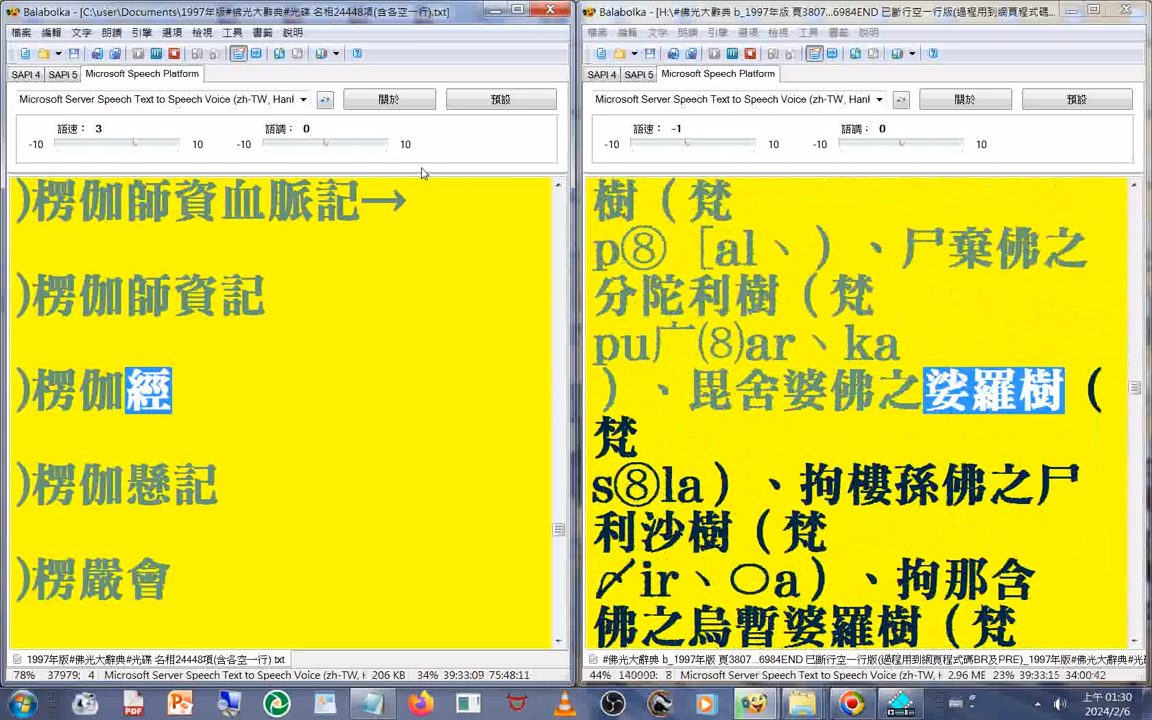 Balabolka - [C:\user\Documents\1997年版#佛光大辭典#光碟 名相24448項(含各空一行).txt]
檔案 編輯 文字 朗讀 引擎 選項 檢視 工具 書籤 說明
SAPI 4 SAPI 5 Microsoft Speech Platform
Microsoft Server Speech Text to Speech Voice (zh-TW, Hanl
關於 預設
語速： 3 語調： 0
-10 10 -10 10
)楞伽師資血脈記→
)楞伽師資記
)楞伽經
)楞伽懸記
)楞嚴會
1997年版#佛光大辭典#光碟 名相24448項(含各空一行).txt
78% 37979: 4 Microsoft Server Speech Text to Speech Voice (zh-TW, H 206 KB 34% 39:33:09 75:48:11
Balabolka - [H:\#佛光大辭典 b_1997年版 頁3807...6984END 已斷行空一行版(過程用到網頁程式碼
檔案 編輯 文字 朗讀 引擎 選項 檢視 工具 書籤 說明
SAPI 4 SAPI 5 Microsoft Speech Platform
Microsoft Server Speech Text to Speech Voice (zh-TW, Hanl
關於 預設
語速： -1 語調： 0
-10 10 -10 10
樹（梵
p⑧［al丶）、尸棄佛之
分陀利樹（梵
pu广⑻ar丶ka
）、毘舍婆佛之娑羅樹（
梵
s⑧la）、拘樓孫佛之尸
利沙樹（梵
〆ir丶○a）、拘那含
佛之烏暫婆羅樹（梵
#佛光大辭典 b_1997年版 頁3807...6984END 已斷行空一行版(過程用到網頁程式碼BR及PRE)_1997年版#佛光大辭典#光
44% 140000: 8 Microsoft Server Speech Text to Speech Voice (zh-TW, H 2.96 ME 23% 39:33:15 34:00:42
上午 01:30
2024/2/6